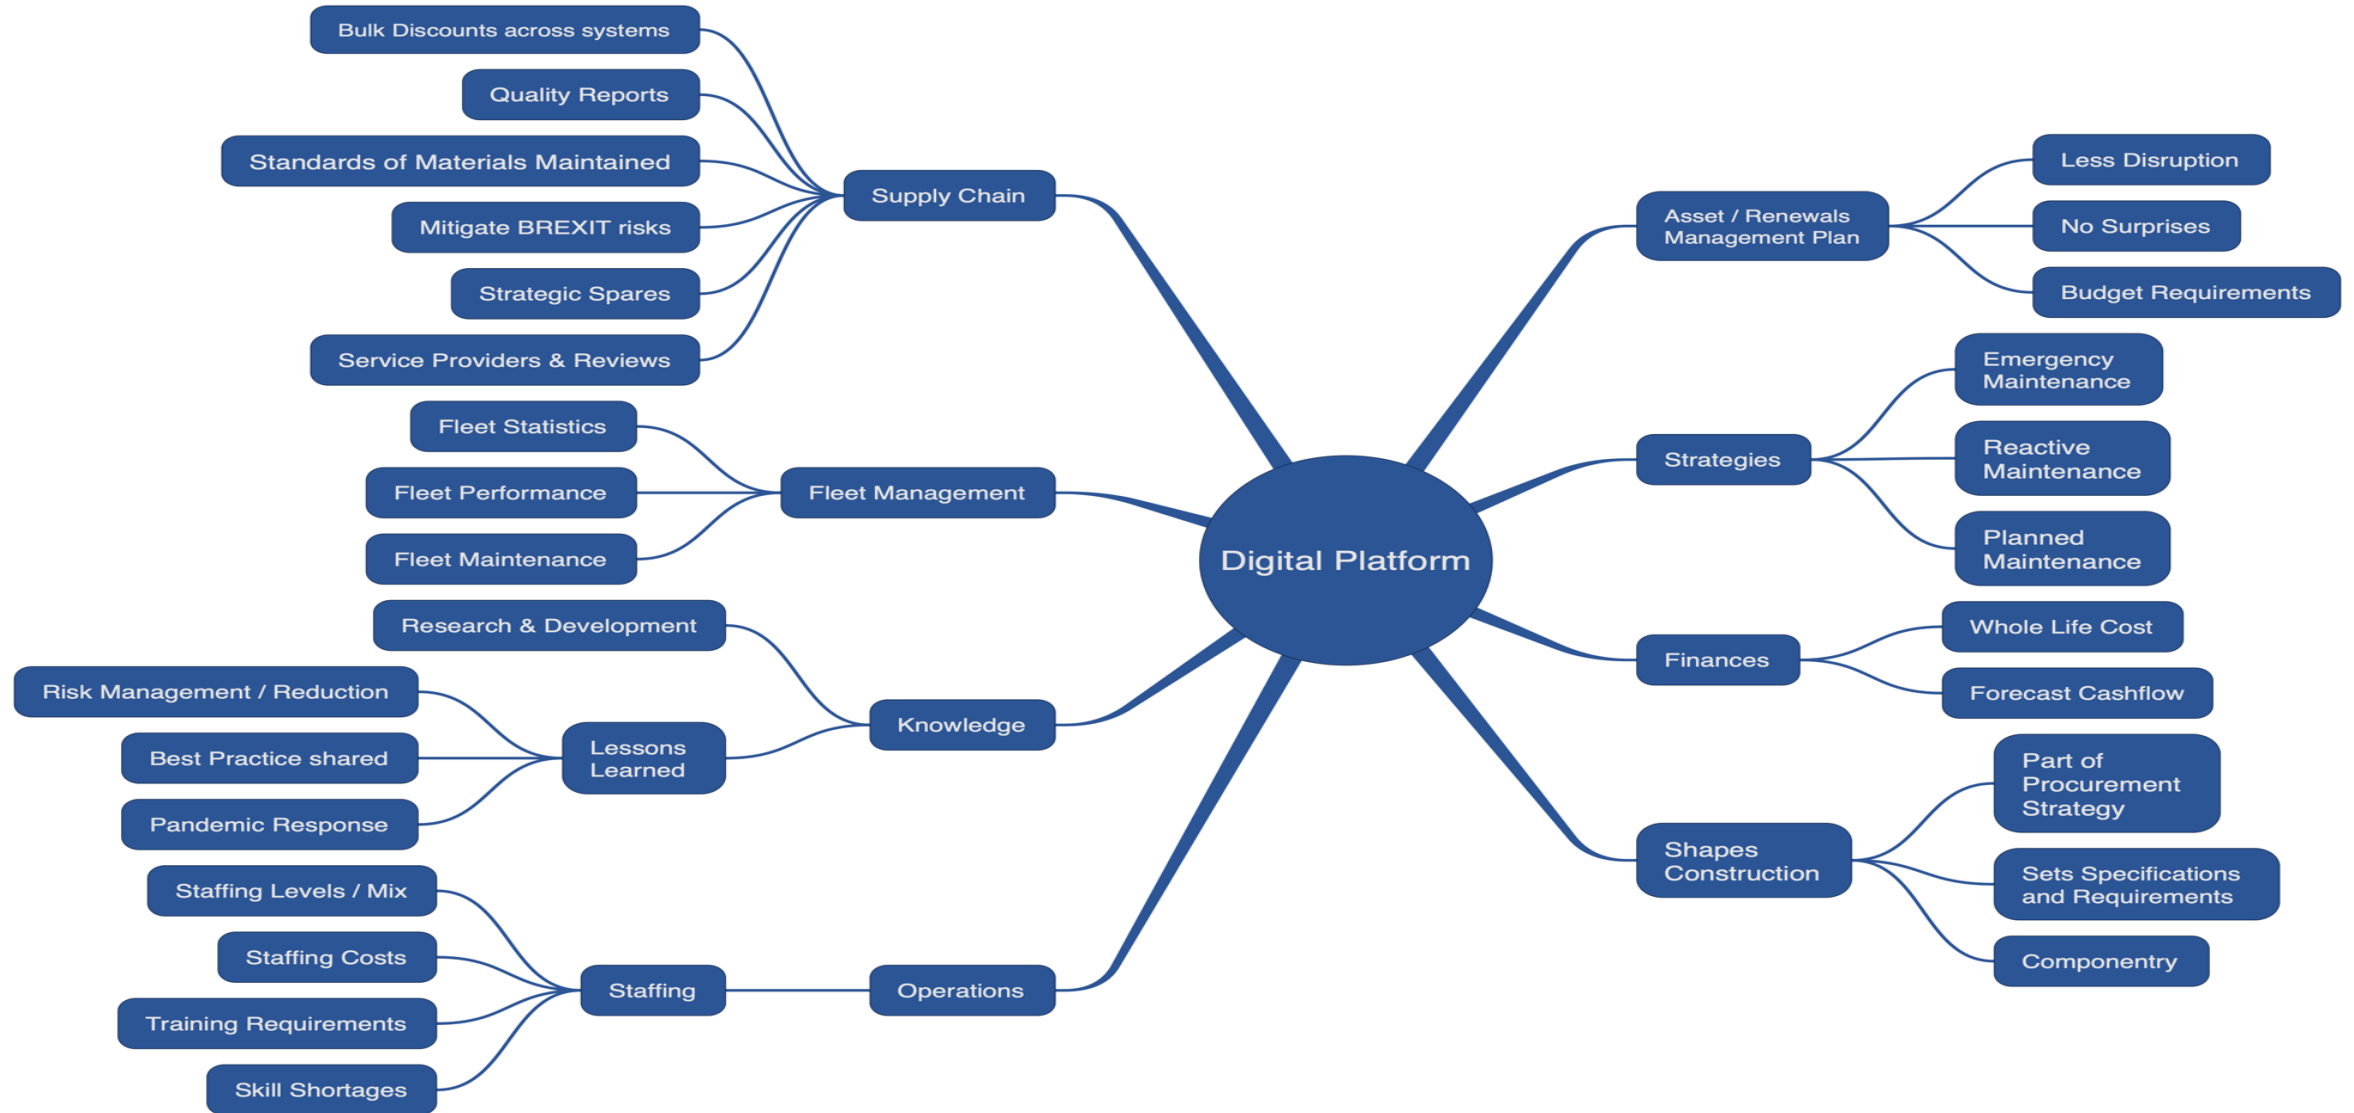 Bulk Discounts across systems
Quality Reports
Standards of Materials Maintained
Mitigate BREXIT risks
Strategic Spares
Service Providers & Reviews
Supply Chain
Fleet Statistics
Fleet Performance
Fleet Maintenance
Fleet Management
Research & Development
Risk Management / Reduction
Best Practice shared
Pandemic Response
Lessons
Learned
Knowledge
Staffing Levels / Mix
Staffing Costs
Training Requirements
Skill Shortages
Staffing
Operations
Digital Platform
Asset / Renewals
Management Plan
Less Disruption
No Surprises
Budget Requirements
Strategies
Emergency
Maintenance
Reactive
Maintenance
Planned
Maintenance
Finances
Whole Life Cost
Forecast Cashflow
Shapes
Construction
Part of
Procurement
Strategy
Sets Specifications
and Requirements
Componentry